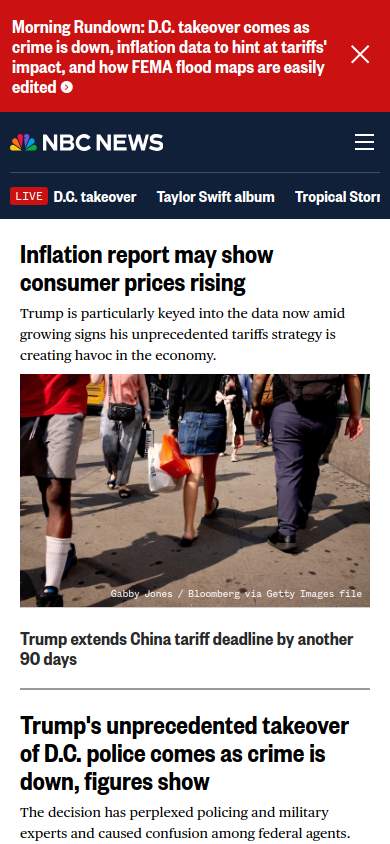 Morning Rundown: D.C. takeover comes as
crime is down, inflation data to hint at tariffs'
impact, and how FEMA flood maps are easily
edited
NBC NEWS
LIVE D.C. takeover Taylor Swift album Tropical Storm
Inflation report may show
consumer prices rising
Trump is particularly keyed into the data now amid
growing signs his unprecedented tariffs strategy is
creating havoc in the economy.
Gabby Jones / Bloomberg via Getty Images file
Trump extends China tariff deadline by another
90 days
Trump's unprecedented takeover
of D.C. police comes as crime is
down, figures show
The decision has perplexed policing and military
experts and caused confusion among federal agents.